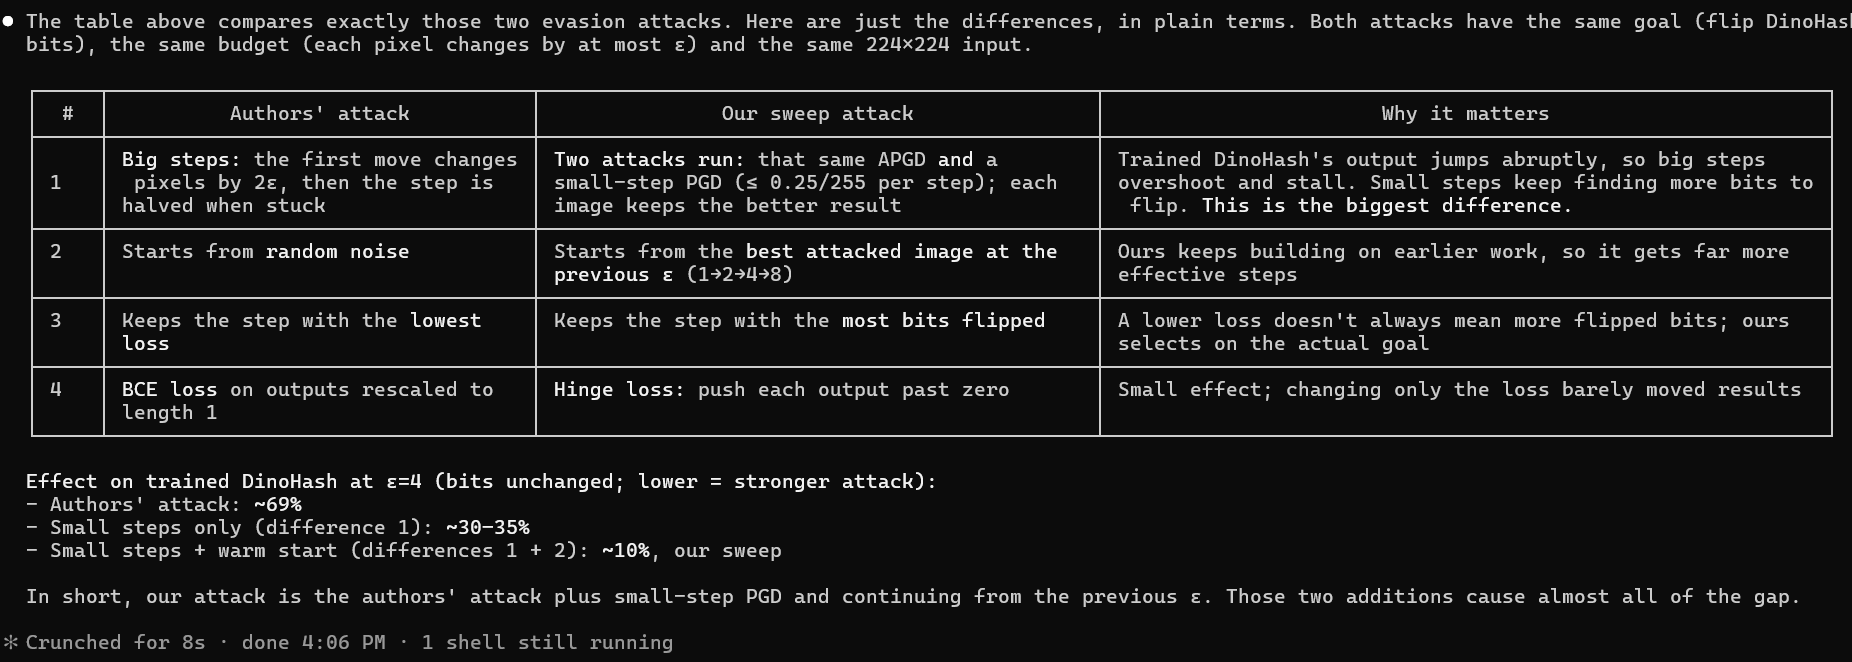 ● The table above compares exactly those two evasion attacks. Here are just the differences, in plain terms. Both attacks have the same goal (flip DinoHash
bits), the same budget (each pixel changes by at most ε) and the same 224×224 input.
# Authors' attack Our sweep attack Why it matters
1 Big steps: the first move changes pixels by 2ε, then the step is halved when stuck
Two attacks run: that same APGD and a small-step PGD (≤ 0.25/255 per step); each image keeps the better result
Trained DinoHash's output jumps abruptly, so big steps overshoot and stall. Small steps keep finding more bits to flip. This is the biggest difference.
2 Starts from random noise
Starts from the best attacked image at the previous ε (1→2→4→8)
Ours keeps building on earlier work, so it gets far more effective steps
3 Keeps the step with the lowest loss
Keeps the step with the most bits flipped
A lower loss doesn't always mean more flipped bits; ours selects on the actual goal
4 BCE loss on outputs rescaled to length 1
Hinge loss: push each output past zero
Small effect; changing only the loss barely moved results
Effect on trained DinoHash at ε=4 (bits unchanged; lower = stronger attack):
- Authors' attack: ~69%
- Small steps only (difference 1): ~30-35%
- Small steps + warm start (differences 1 + 2): ~10%, our sweep
In short, our attack is the authors' attack plus small-step PGD and continuing from the previous ε. Those two additions cause almost all of the gap.
✻ Crunched for 8s · done 4:06 PM · 1 shell still running